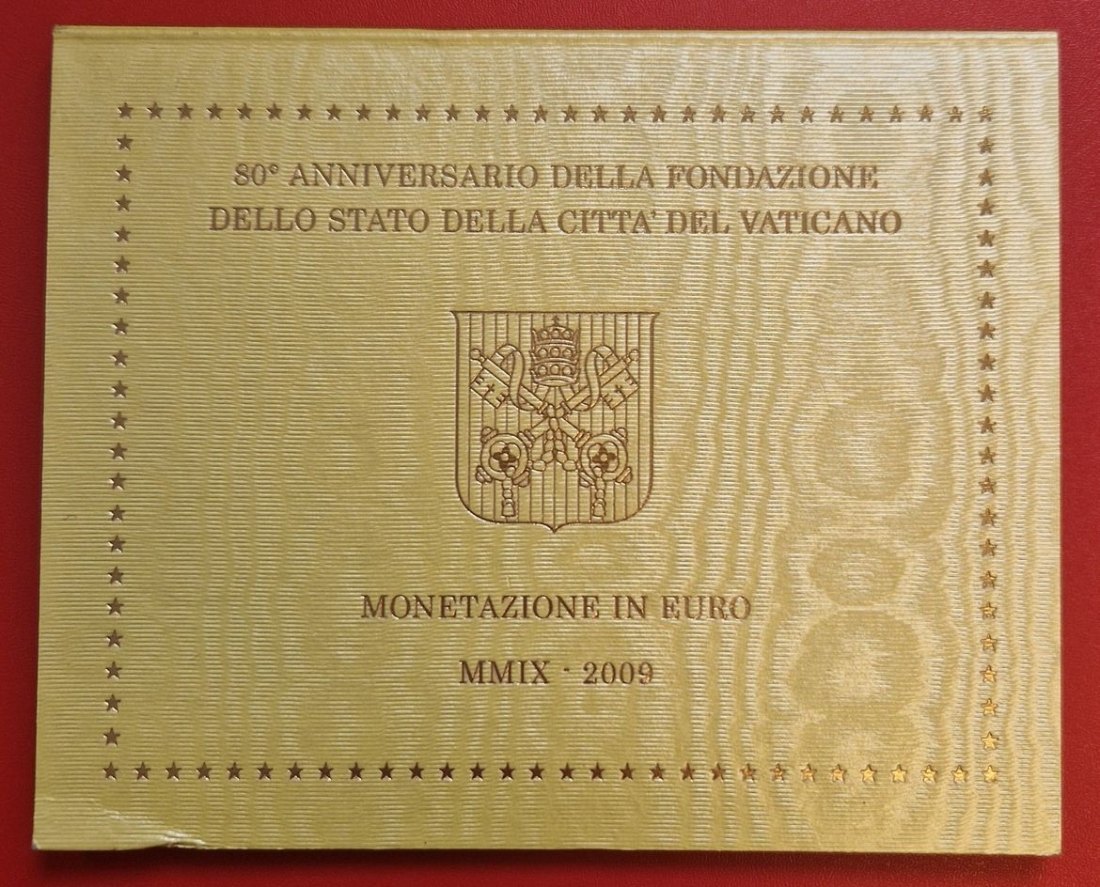 80° ANNIVERSARIO DELLA FONDAZIONE
DELLO STATO DELLA CITTA' DEL VATICANO
MONETAZIONE IN EURO
MMIX · 2009